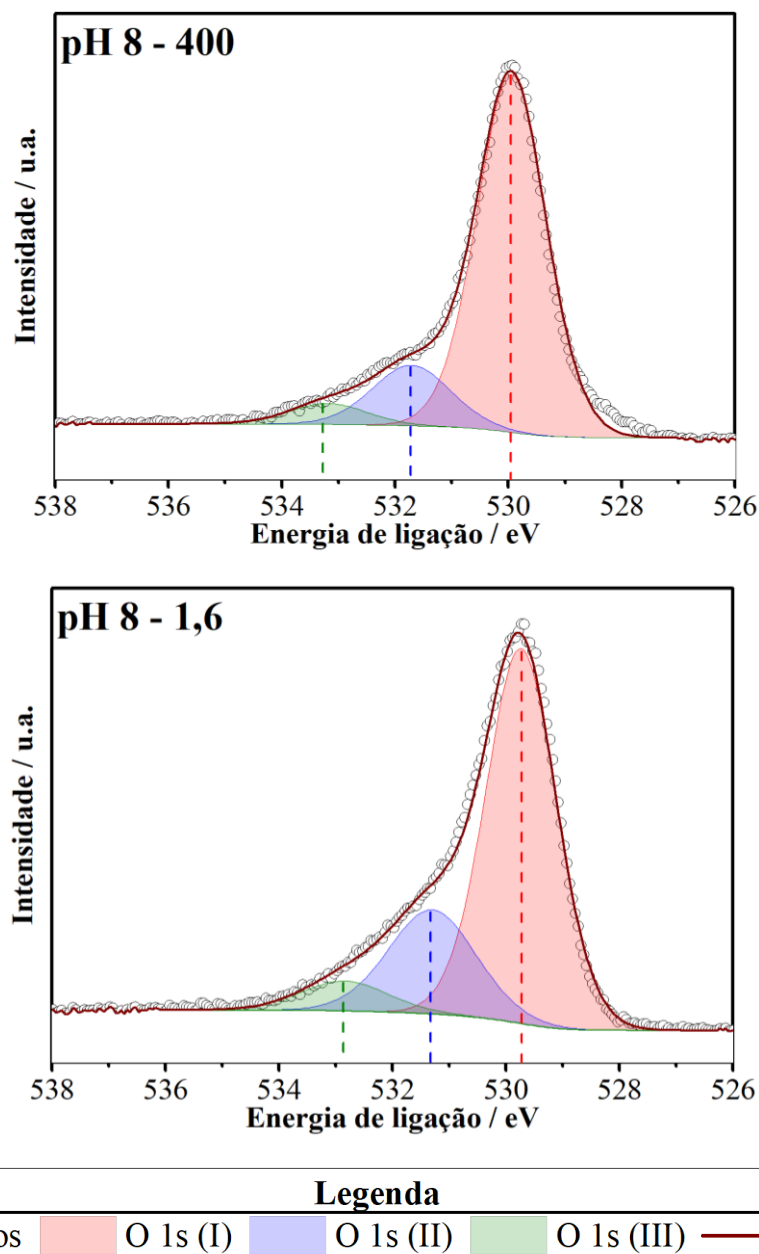 pH 8 - 400
Intensidade / u.a.
538 536 534 532 530 528 526
Energia de ligação / eV
pH 8 - 1,6
Intensidade / u.a.
538 536 534 532 530 528 526
Energia de ligação / eV
Legenda
os O 1s (I) O 1s (II) O 1s (III)